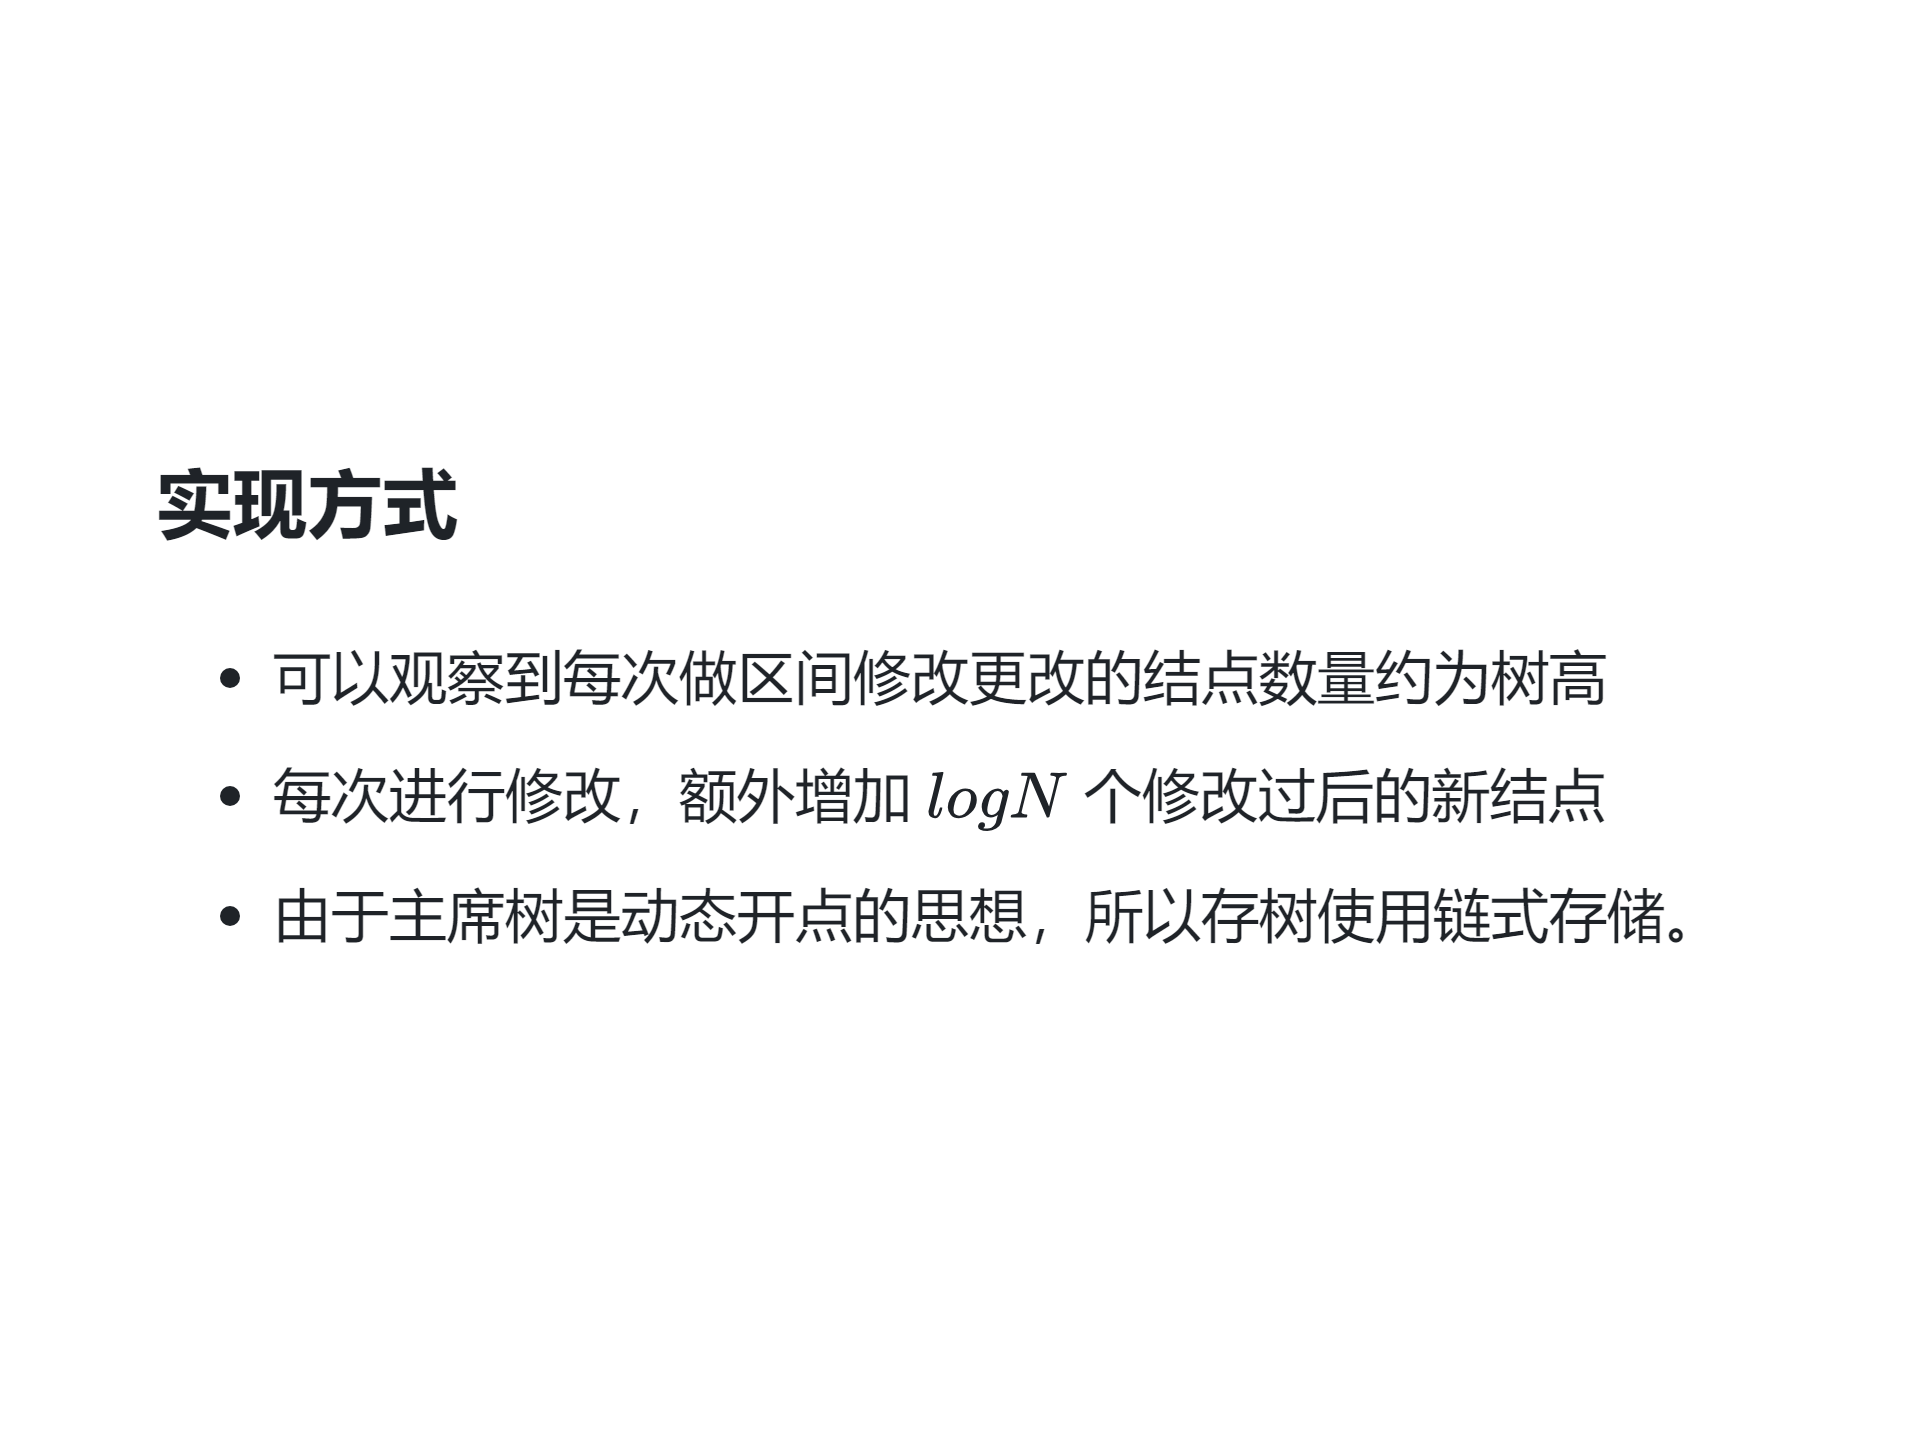 实现方式
可以观察到每次做区间修改更改的结点数量约为树高
每次进行修改，额外增加 logN 个修改过后的新结点
由于主席树是动态开点的思想，所以存树使用链式存储。